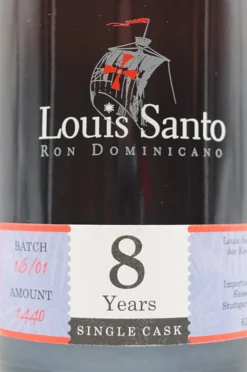 Louis Santo
RON DOMINICANO
BATCH
16/01
AMOUNT
1440
8
Years
SINGLE CASK